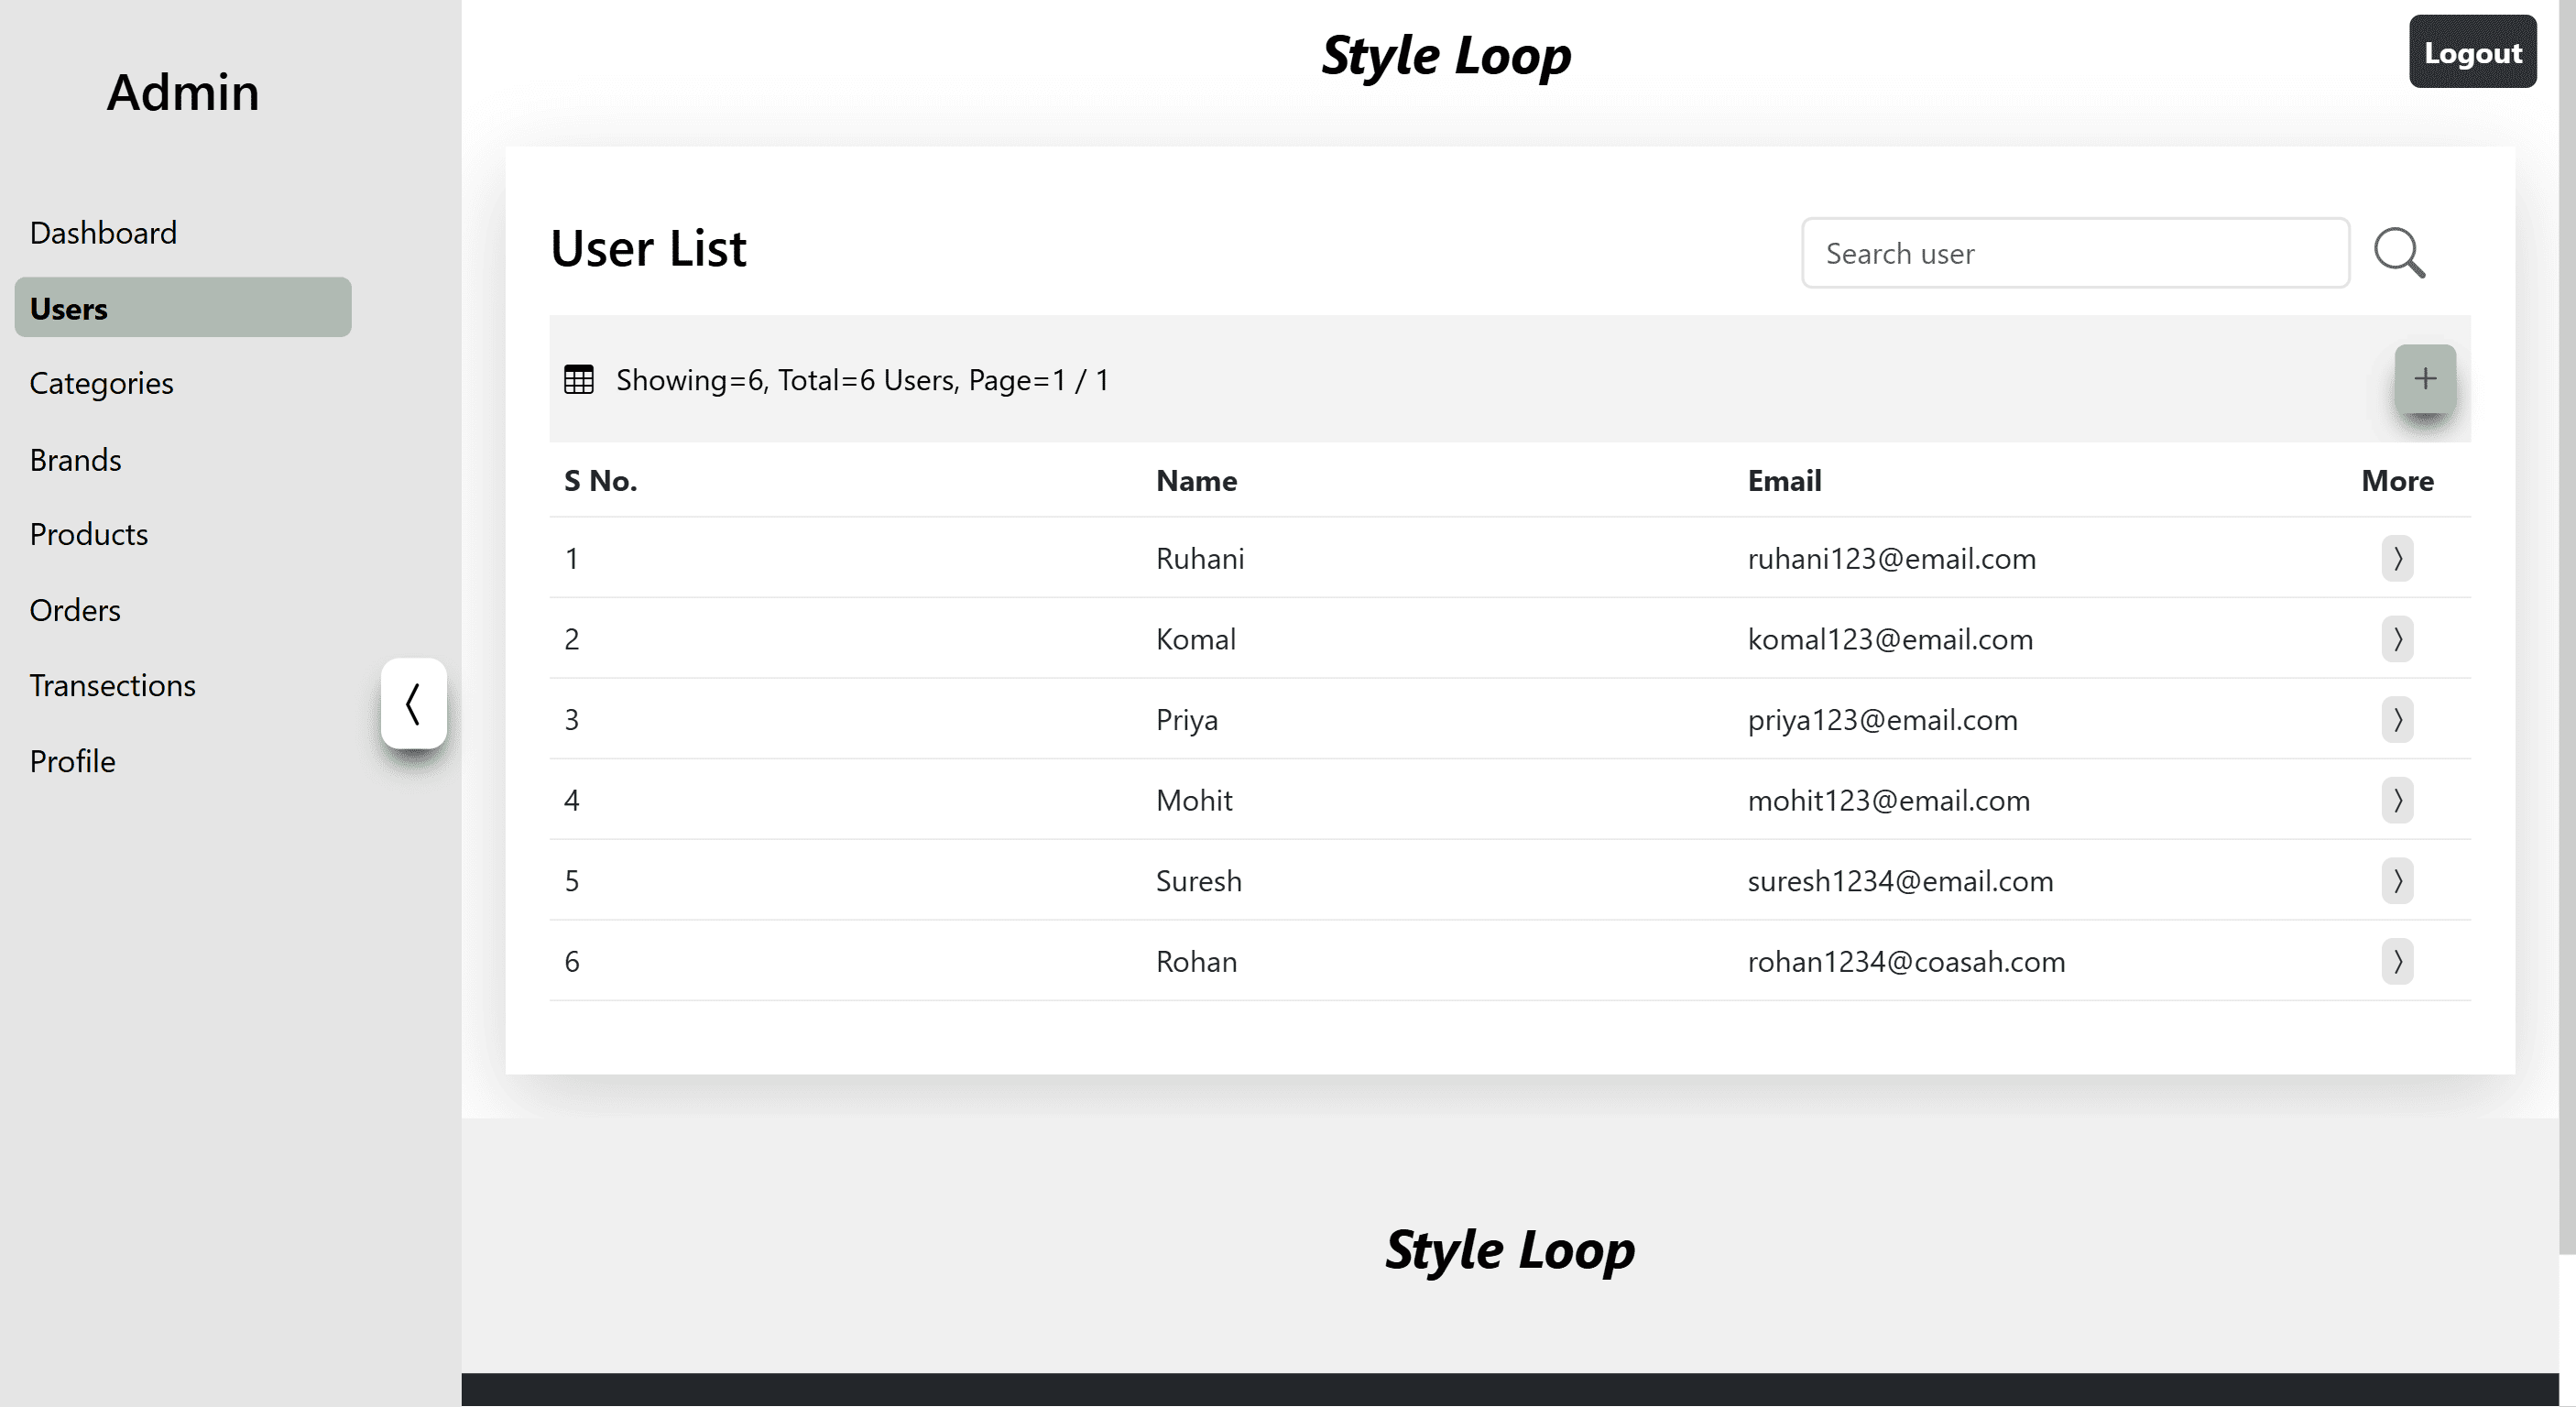 Admin
Dashboard
Users
Categories
Brands
Products
Orders
Transections
Profile
Style Loop
Logout
User List
Search user
Showing=6, Total=6 Users, Page=1 / 1
S No. Name Email More
1 Ruhani ruhani123@email.com
2 Komal komal123@email.com
3 Priya priya123@email.com
4 Mohit mohit123@email.com
5 Suresh suresh1234@email.com
6 Rohan rohan1234@coasah.com
Style Loop